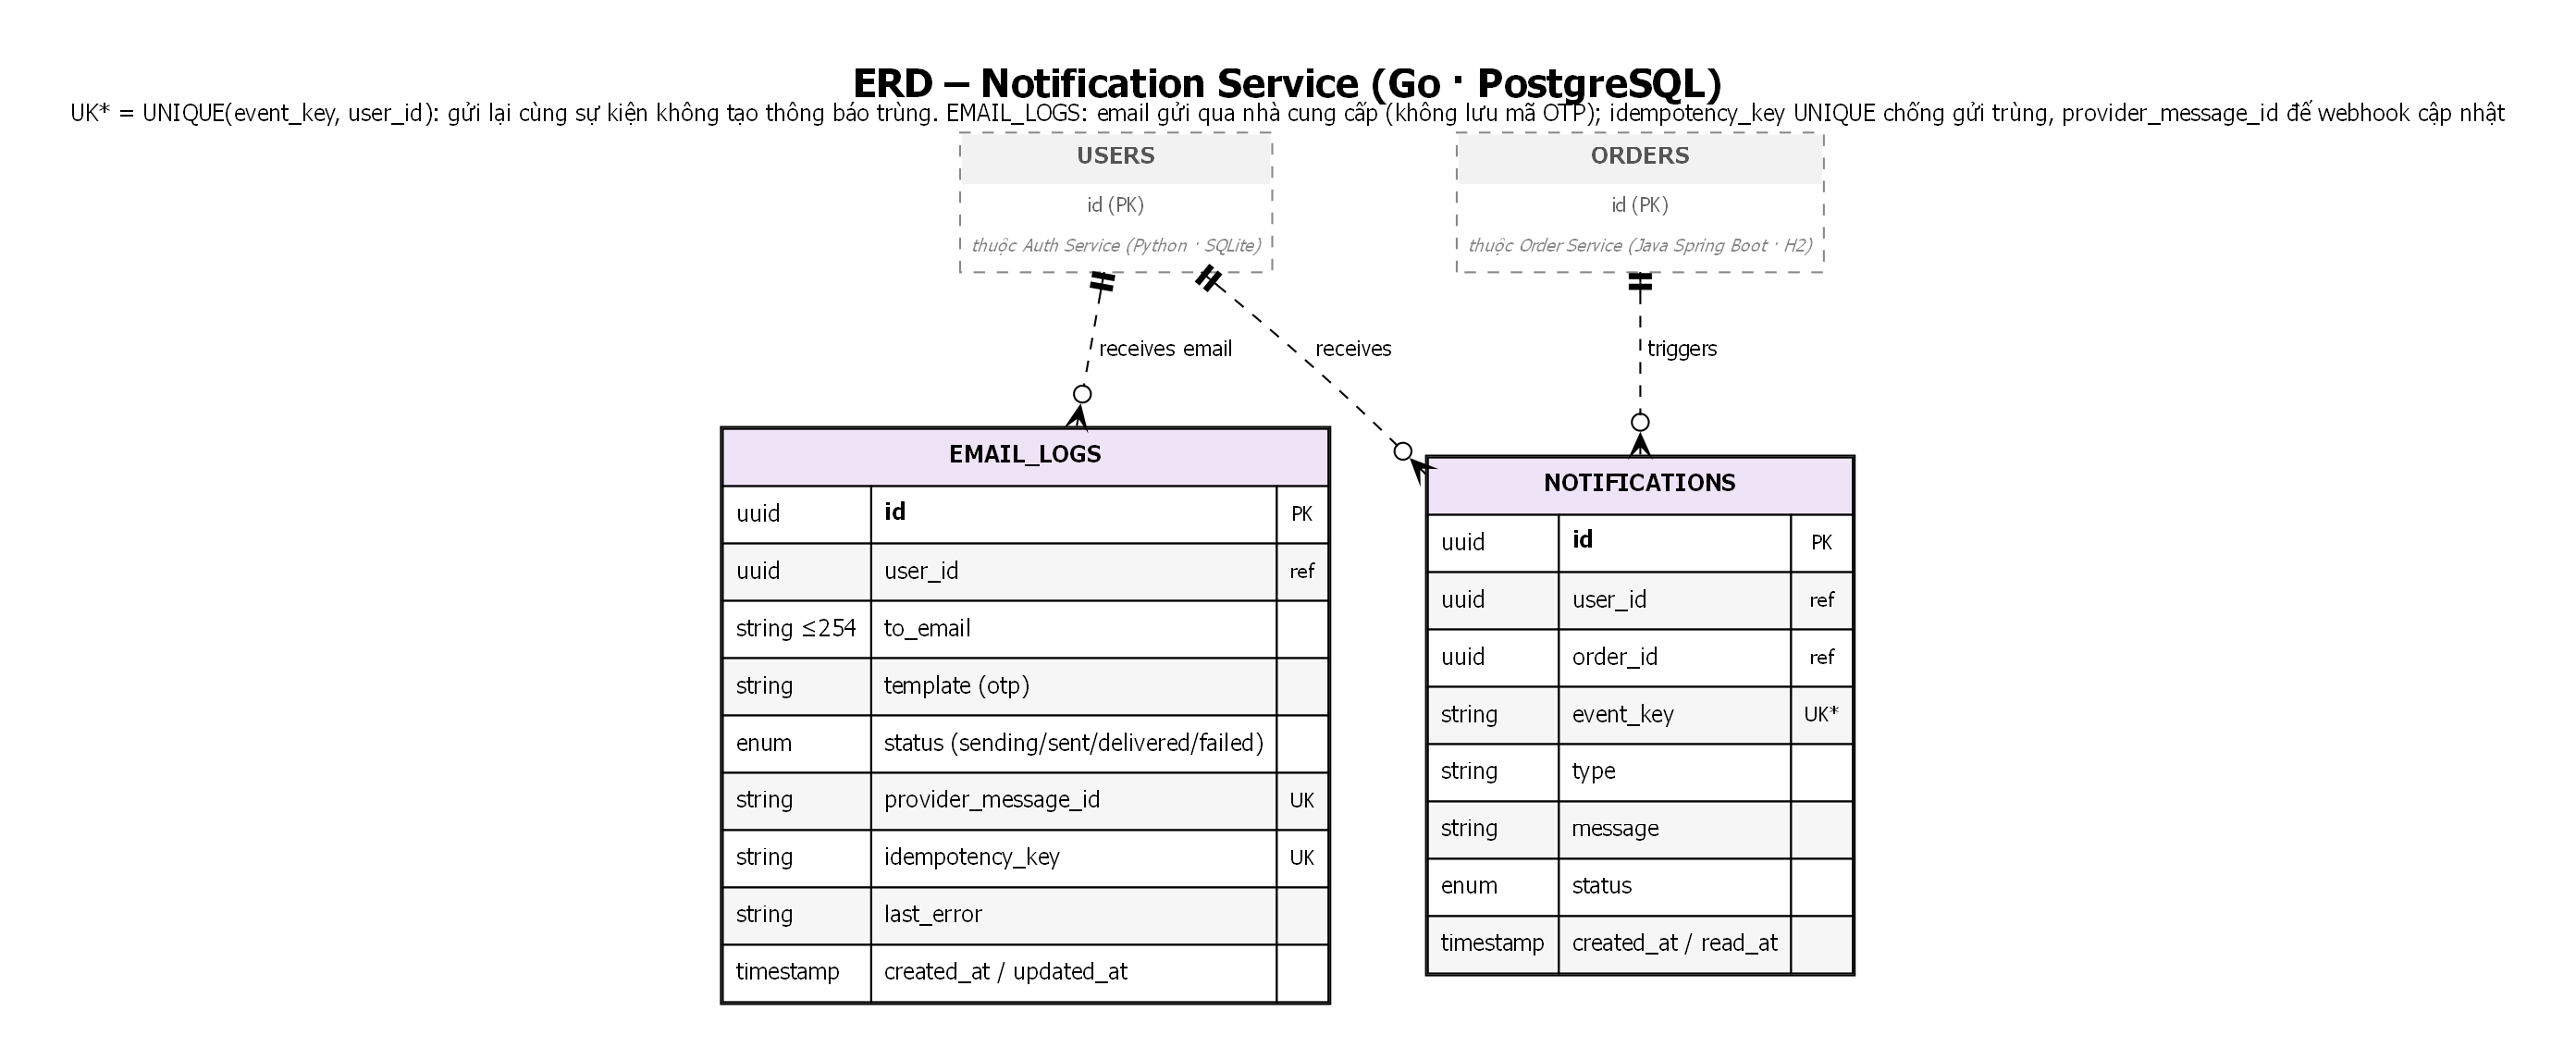 ERD – Notification Service (Go · PostgreSQL)
UK* = UNIQUE(event_key, user_id): gửi lại cùng sự kiện không tạo thông báo trùng. EMAIL_LOGS: email gửi qua nhà cung cấp (không lưu mã OTP); idempotency_key UNIQUE chống gửi trùng, provider_message_id để webhook cập nhật
USERS
id (PK)
thuộc Auth Service (Python · SQLite)
ORDERS
id (PK)
thuộc Order Service (Java Spring Boot · H2)
receives email
receives
triggers
EMAIL_LOGS
uuid id PK
uuid user_id ref
string ≤254 to_email
string template (otp)
enum status (sending/sent/delivered/failed)
string provider_message_id UK
string idempotency_key UK
string last_error
timestamp created_at / updated_at
NOTIFICATIONS
uuid id PK
uuid user_id ref
uuid order_id ref
string event_key UK*
string type
string message
enum status
timestamp created_at / read_at